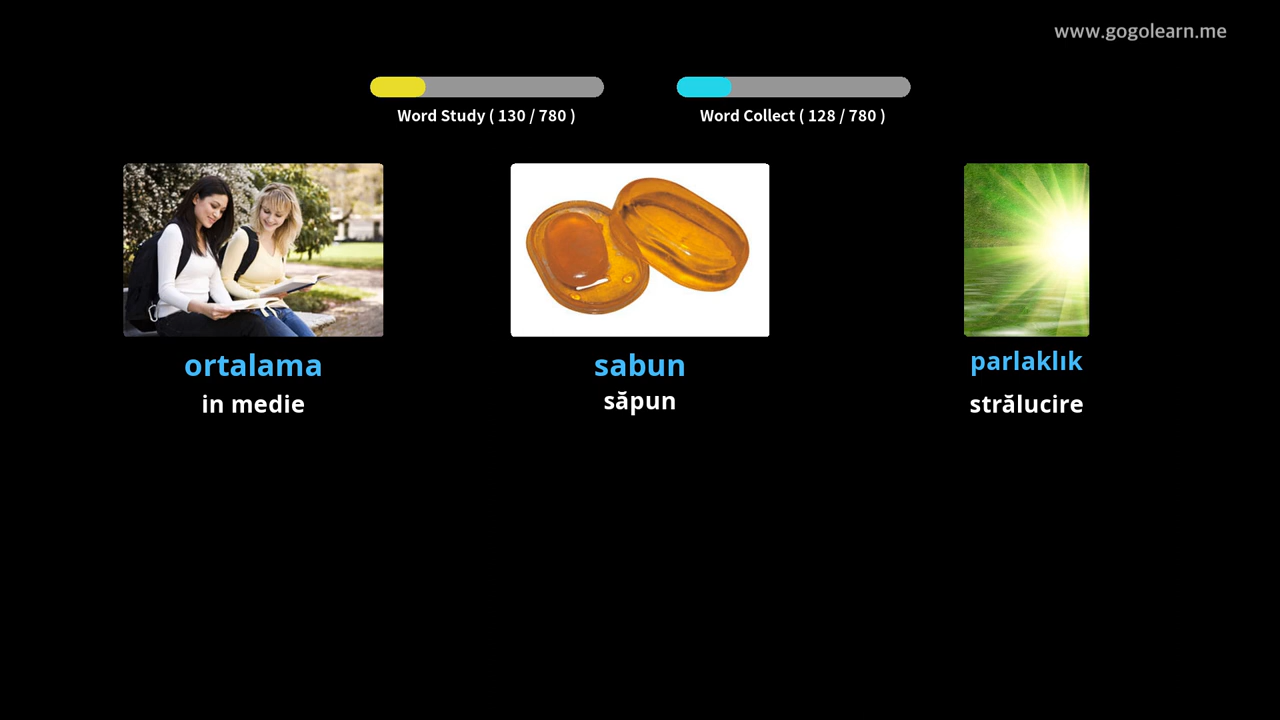 www.gogolearn.me
Word Study ( 130 / 780 )
Word Collect ( 128 / 780 )
ortalama
in medie
sabun
săpun
parlaklık
strălucire